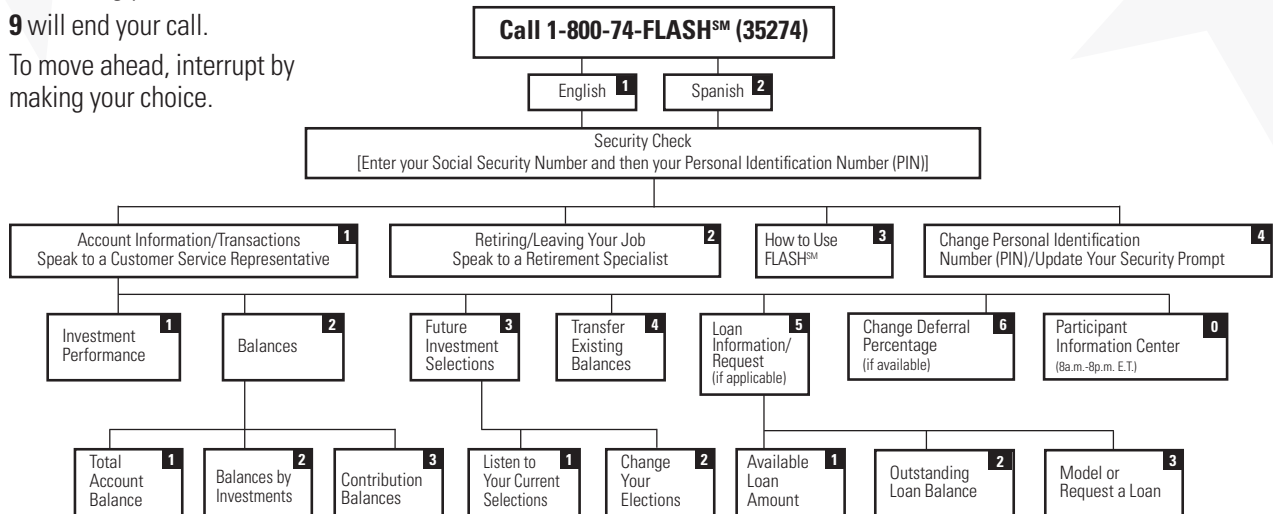 9 will end your call.
To move ahead, interrupt by
making your choice.
Call 1-800-74-FLASH℠ (35274)
English 1
Spanish 2
Security Check
[Enter your Social Security Number and then your Personal Identification Number (PIN)]
Account Information/Transactions 1
Speak to a Customer Service Representative
Retiring/Leaving Your Job 2
Speak to a Retirement Specialist
How to Use 3
FLASH℠
Change Personal Identification 4
Number (PIN)/Update Your Security Prompt
Investment 1
Performance
Balances 2
Future 3
Investment
Selections
Transfer 4
Existing
Balances
Loan 5
Information/
Request
(if applicable)
Change Deferral 6
Percentage
(if available)
Participant 0
Information Center
(8a.m.-8p.m. E.T.)
Total 1
Account
Balance
Balances by 2
Investments
Contribution 3
Balances
Listen to 1
Your Current
Selections
Change 2
Your
Elections
Available 1
Loan
Amount
Outstanding 2
Loan Balance
Model or 3
Request a Loan